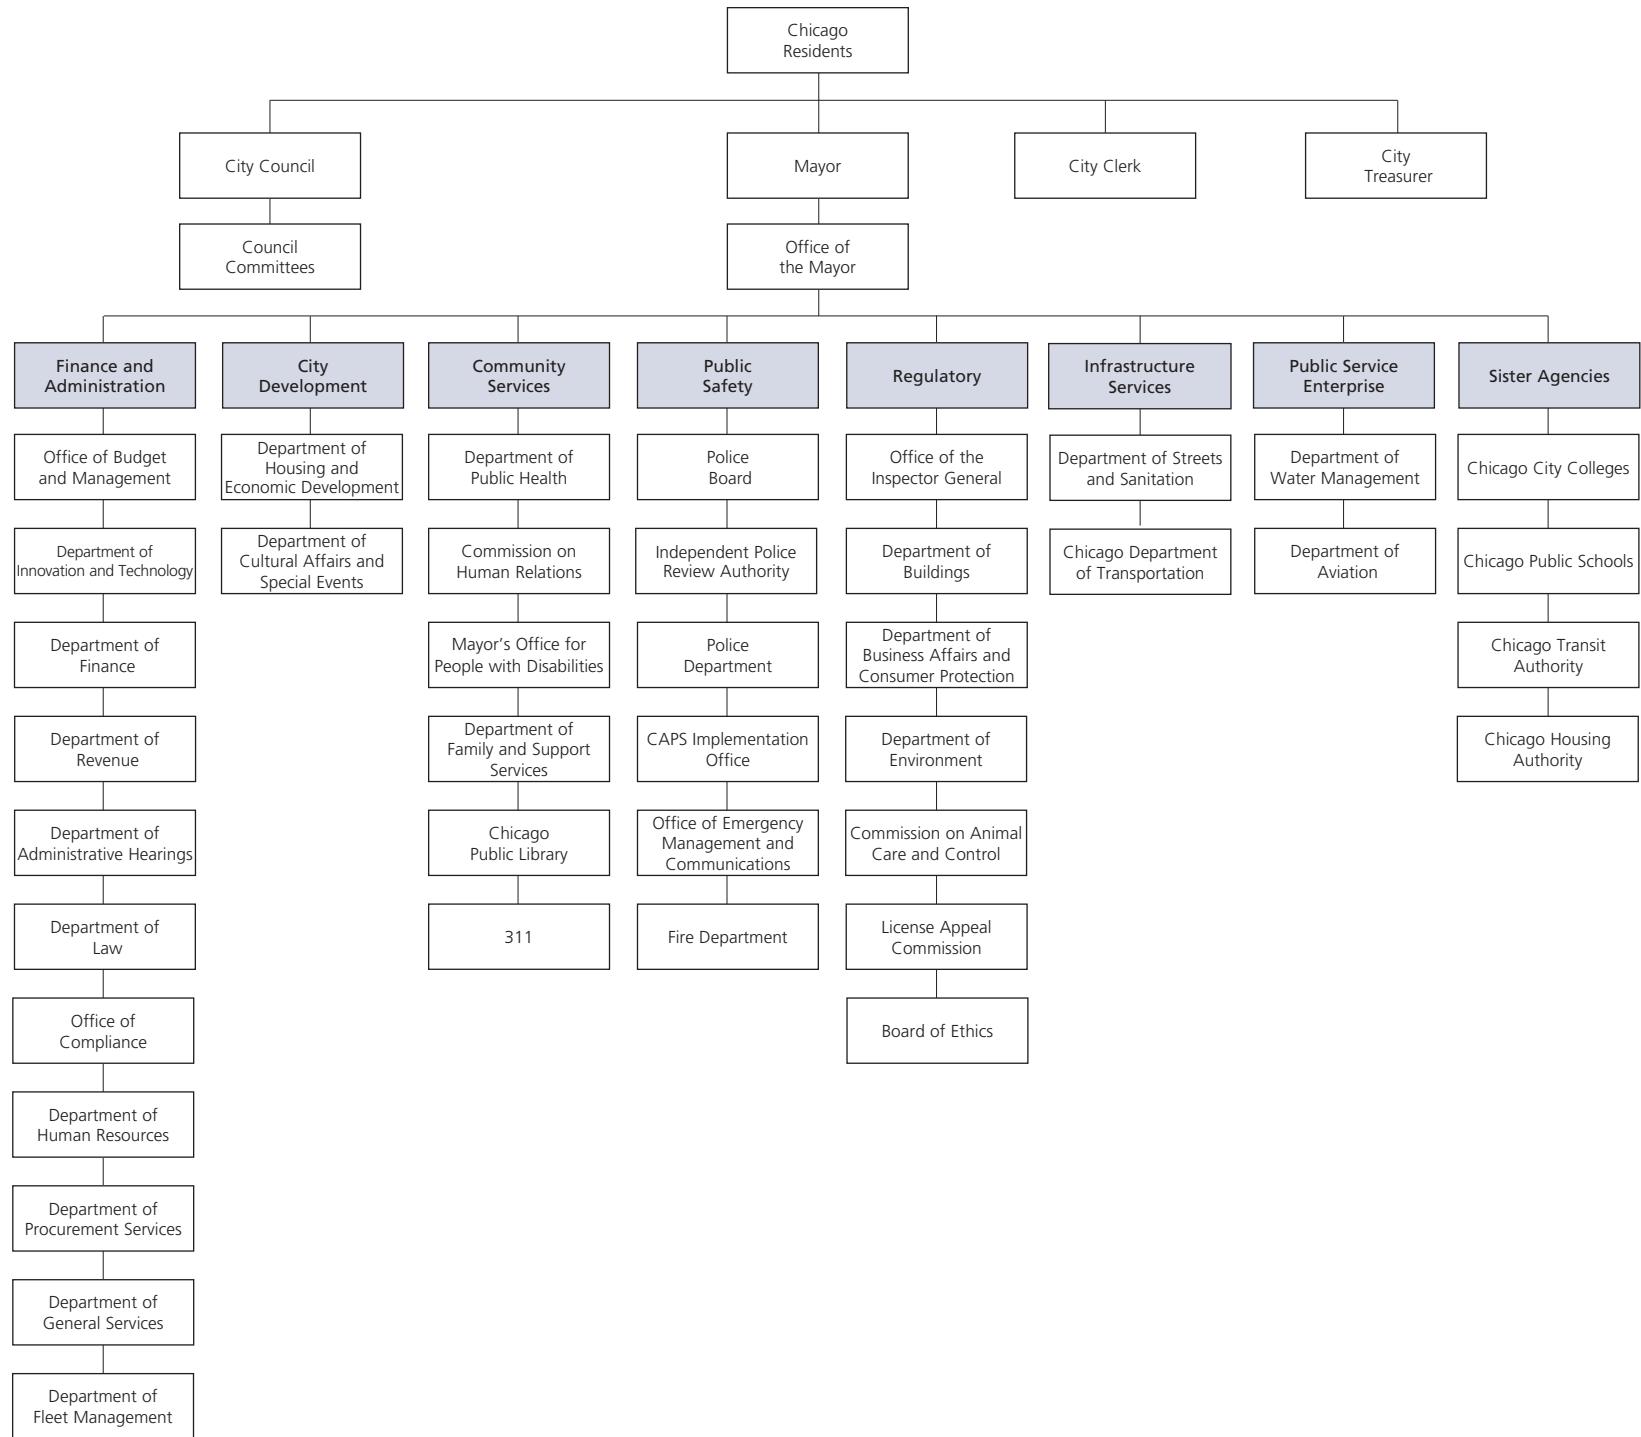 Chicago
Residents
City Council
Mayor
City Clerk
City
Treasurer
Council
Committees
Office of
the Mayor
Finance and
Administration
City
Development
Community
Services
Public
Safety
Regulatory
Infrastructure
Services
Public Service
Enterprise
Sister Agencies
Office of Budget
and Management
Department of
Innovation and Technology
Department of
Finance
Department of
Revenue
Department of
Administrative Hearings
Department of
Law
Office of
Compliance
Department of
Human Resources
Department of
Procurement Services
Department of
General Services
Department of
Fleet Management
Department of
Housing and
Economic Development
Department of
Cultural Affairs and
Special Events
Department of
Public Health
Commission on
Human Relations
Mayor’s Office for
People with Disabilities
Department of
Family and Support
Services
Chicago
Public Library
311
Police
Board
Independent Police
Review Authority
Police
Department
CAPS Implementation
Office
Office of Emergency
Management and
Communications
Fire Department
Office of the
Inspector General
Department of
Buildings
Department of
Business Affairs and
Consumer Protection
Department of
Environment
Commission on Animal
Care and Control
License Appeal
Commission
Board of Ethics
Department of Streets
and Sanitation
Chicago Department
of Transportation
Department of
Water Management
Department of
Aviation
Chicago City Colleges
Chicago Public Schools
Chicago Transit
Authority
Chicago Housing
Authority